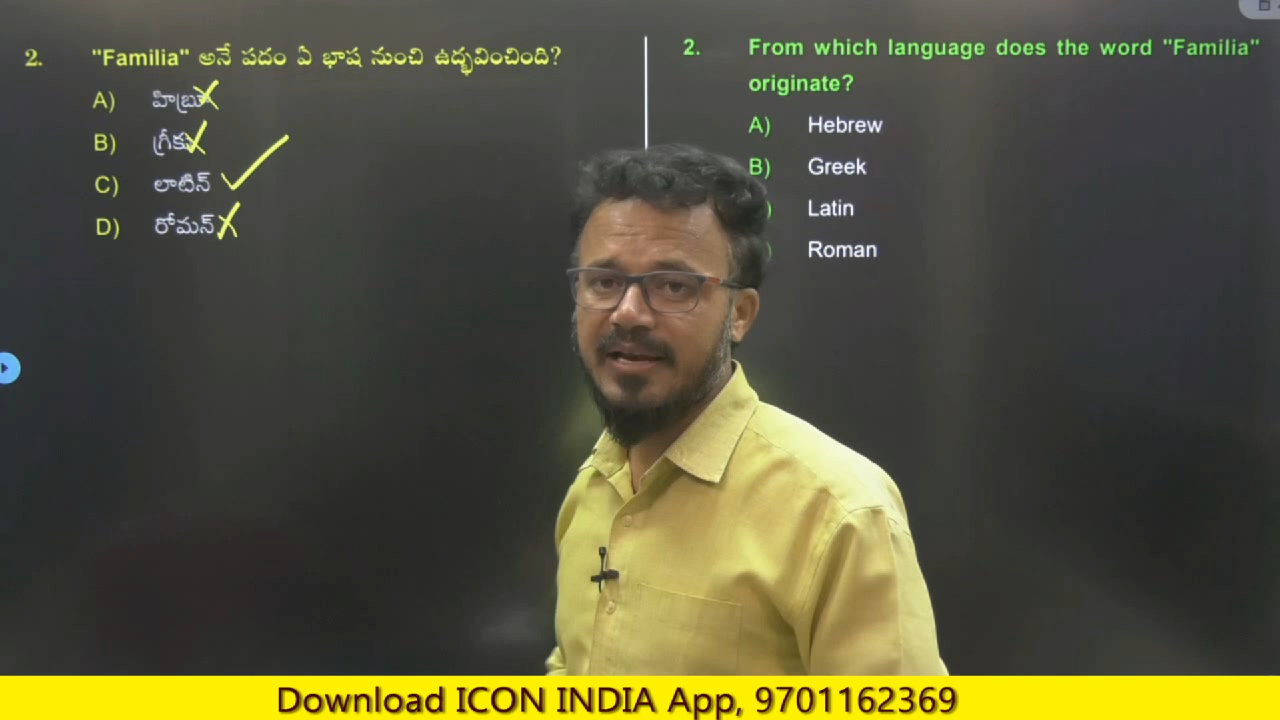 2. "Familia" అనే పదం ఏ భాష నుంచి ఉద్భవించింది?
A) హిబ్రూ
B) గ్రీకు
C) లాటిన్
D) రోమన్
2. From which language does the word "Familia"
originate?
A) Hebrew
B) Greek
) Latin
) Roman
Download ICON INDIA App, 9701162369